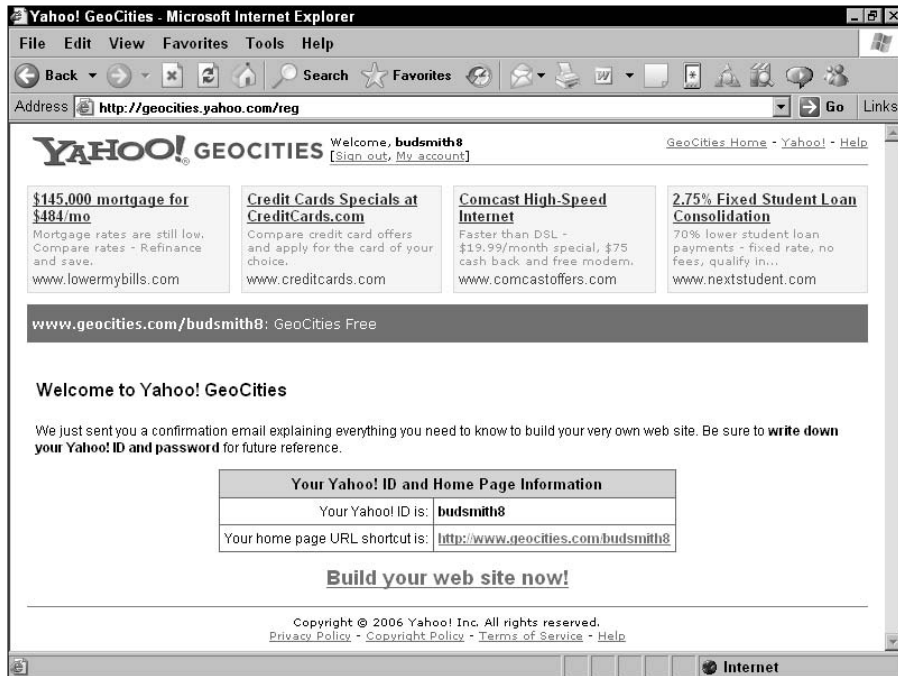 Yahoo! GeoCities - Microsoft Internet Explorer
File Edit View Favorites Tools Help
Back Search Favorites W
Address http://geocities.yahoo.com/reg Go Links
YAHOO! GEOCITIES Welcome, budsmith8
[Sign out, My account]
GeoCities Home - Yahoo! - Help
$145,000 mortgage for
$484/mo
Mortgage rates are still low.
Compare rates - Refinance
and save.
www.lowermybills.com
Credit Cards Specials at
CreditCards.com
Compare credit card offers
and apply for the card of your
choice.
www.creditcards.com
Comcast High-Speed
Internet
Faster than DSL -
$19.99/month special, $75
cash back and free modem.
www.comcastoffers.com
2.75% Fixed Student Loan
Consolidation
70% lower student loan
payments - fixed rate, no
fees, qualify in...
www.nextstudent.com
www.geocities.com/budsmith8: GeoCities Free
Welcome to Yahoo! GeoCities
We just sent you a confirmation email explaining everything you need to know to build your very own web site. Be sure to write down
your Yahoo! ID and password for future reference.
Your Yahoo! ID and Home Page Information
Your Yahoo! ID is: budsmith8
Your home page URL shortcut is: http://www.geocities.com/budsmith8
Build your web site now!
Copyright © 2006 Yahoo! Inc. All rights reserved.
Privacy Policy - Copyright Policy - Terms of Service - Help
Internet